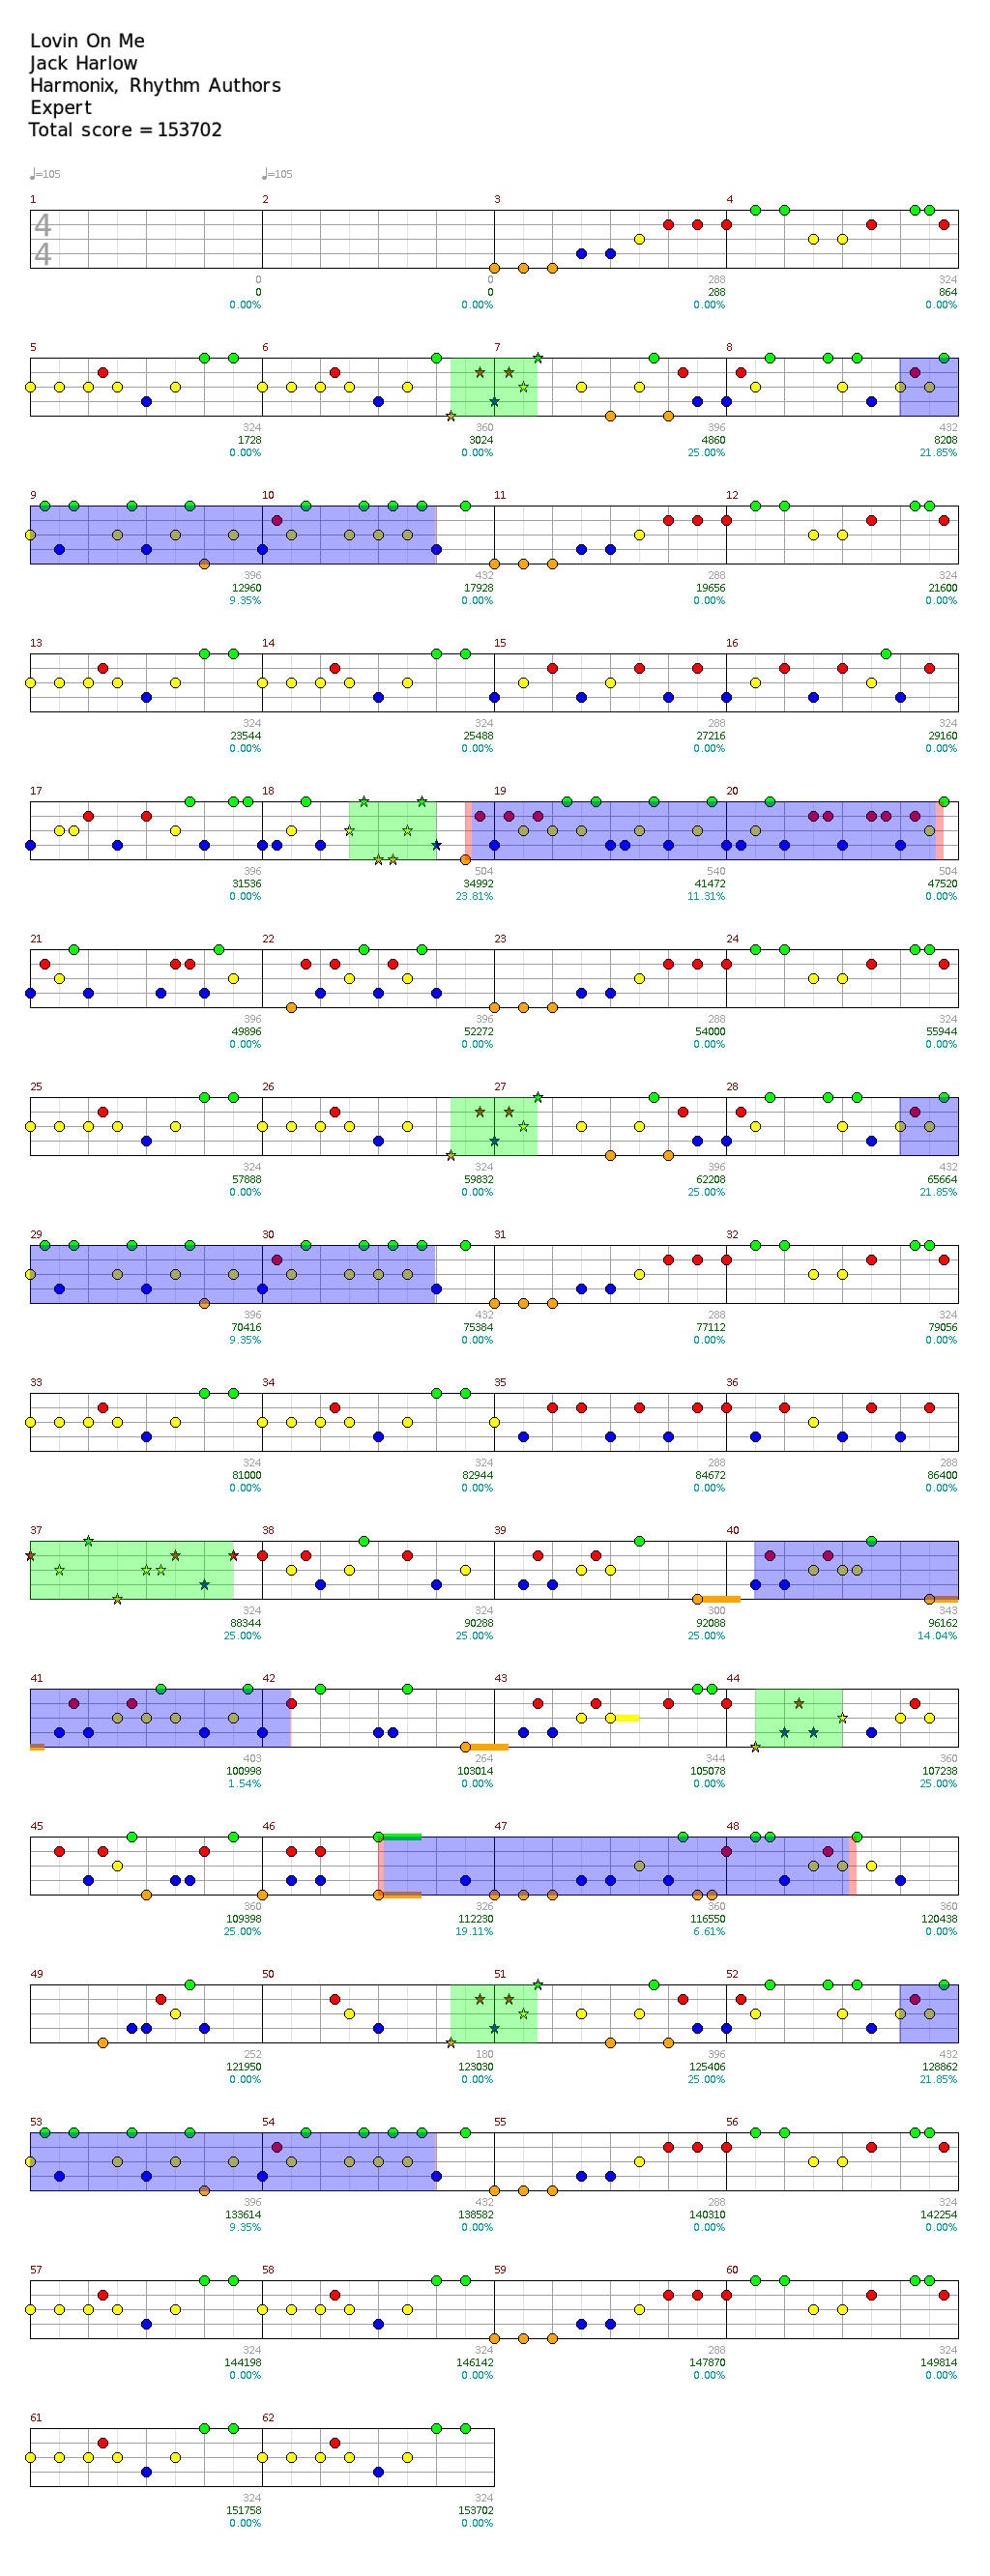 Lovin On Me
Jack Harlow
Harmonix, Rhythm Authors
Expert
Total score = 153702
♩=105 ♩=105
1 2 3 4
4
4
0 0 288 324
0 0 288 864
0.00% 0.00% 0.00% 0.00%
5 6 7 8
324 360 396 432
1728 3024 4860 8208
0.00% 0.00% 25.00% 21.85%
9 10 11 12
396 432 288 324
12960 17928 19656 21600
9.35% 0.00% 0.00% 0.00%
13 14 15 16
324 324 288 324
23544 25488 27216 29160
0.00% 0.00% 0.00% 0.00%
17 18 19 20
396 504 540 504
31536 34992 41472 47520
0.00% 23.81% 11.31% 0.00%
21 22 23 24
396 396 288 324
49896 52272 54000 55944
0.00% 0.00% 0.00% 0.00%
25 26 27 28
324 324 396 432
57888 59832 62208 65664
0.00% 0.00% 25.00% 21.85%
29 30 31 32
396 432 288 324
70416 75384 77112 79056
9.35% 0.00% 0.00% 0.00%
33 34 35 36
324 324 288 288
81000 82944 84672 86400
0.00% 0.00% 0.00% 0.00%
37 38 39 40
324 324 300 343
88344 90288 92088 96162
25.00% 25.00% 25.00% 14.04%
41 42 43 44
403 264 344 360
100998 103014 105078 107238
1.54% 0.00% 0.00% 25.00%
45 46 47 48
360 326 360 360
109398 112230 116550 120438
25.00% 19.11% 6.61% 0.00%
49 50 51 52
252 180 396 432
121950 123030 125406 128862
0.00% 0.00% 25.00% 21.85%
53 54 55 56
396 432 288 324
133614 138582 140310 142254
9.35% 0.00% 0.00% 0.00%
57 58 59 60
324 324 288 324
144198 146142 147870 149814
0.00% 0.00% 0.00% 0.00%
61 62
324 324
151758 153702
0.00% 0.00%